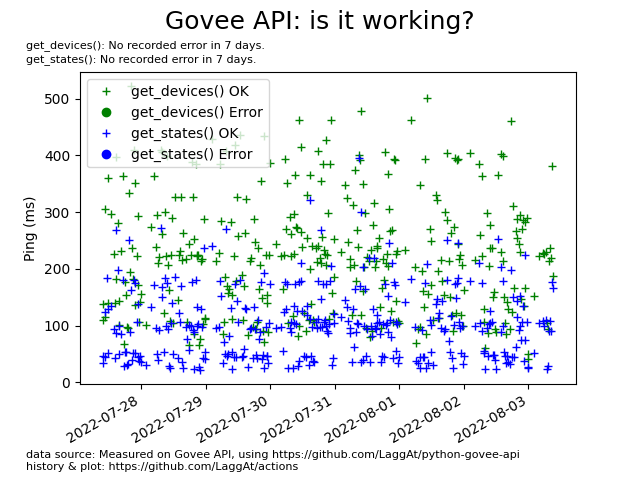 Govee API: is it working?
get_devices(): No recorded error in 7 days.
get_states(): No recorded error in 7 days.
get_devices() OK
get_devices() Error
get_states() OK
get_states() Error
500
400
300
200
100
0
Ping (ms)
2022-07-28
2022-07-29
2022-07-30
2022-07-31
2022-08-01
2022-08-02
2022-08-03
data source: Measured on Govee API, using https://github.com/LaggAt/python-govee-api
history & plot: https://github.com/LaggAt/actions